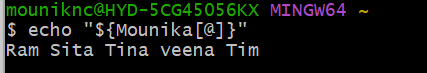 mouniknc@HYD-5CG45056KX MINGW64 ~
$ echo "${Mounika[@]}"
Ram Sita Tina veena Tim